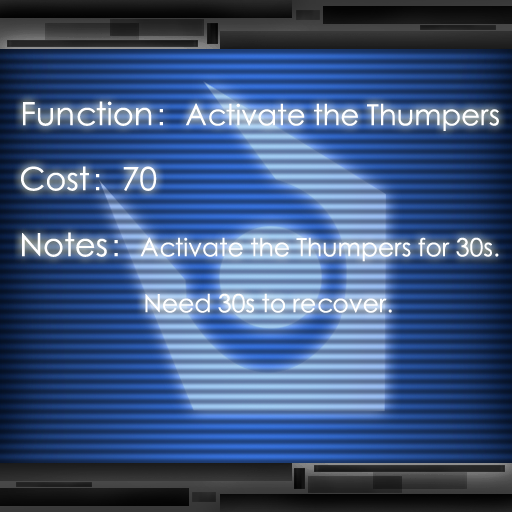 Function: Activate the Thumpers
Cost: 70
Notes: Activate the Thumpers for 30s.
Need 30s to recover.